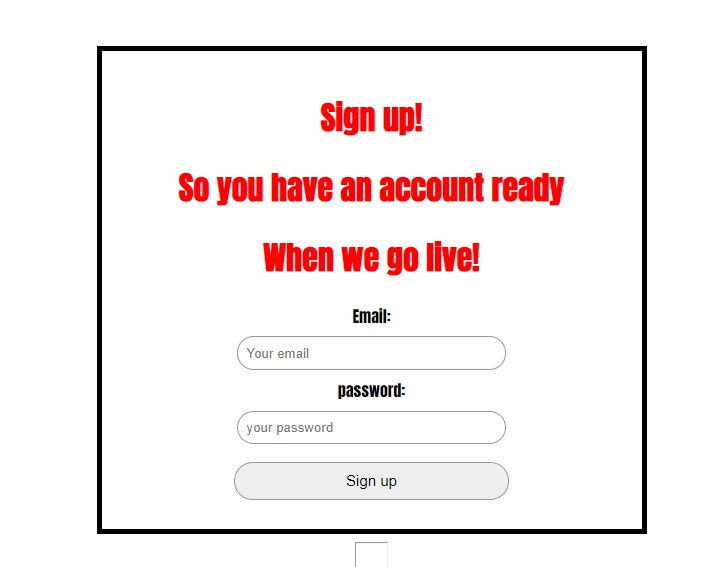 Sign up!
So you have an account ready
When we go live!
Email:
Your email
password:
your password
Sign up